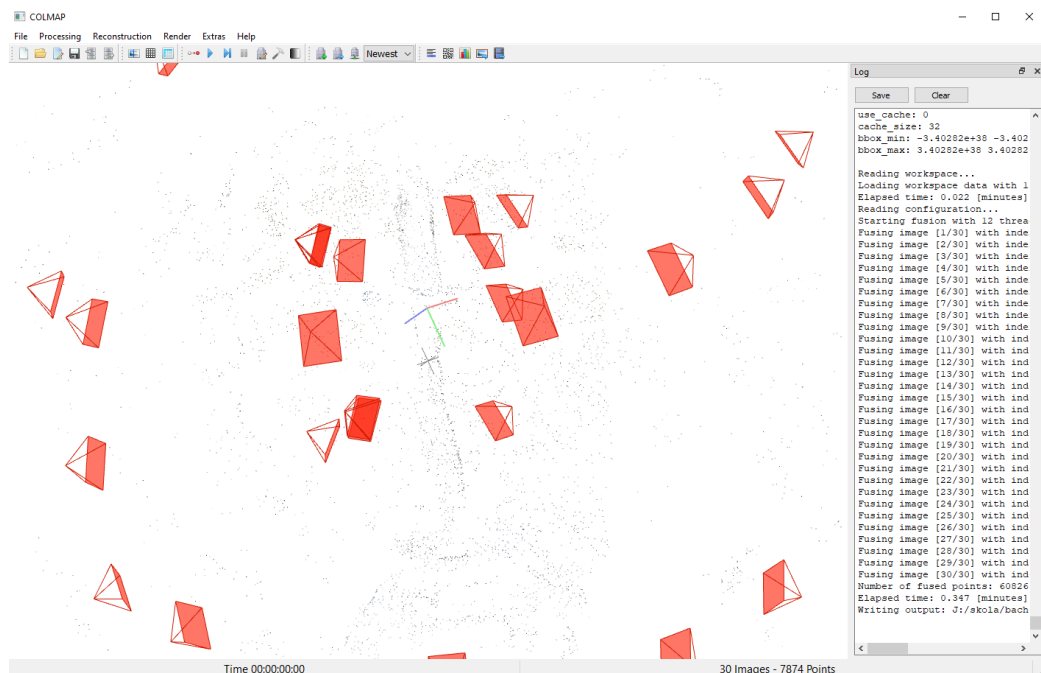 COLMAP
File Processing Reconstruction Render Extras Help
Newest
Log
Save Clear
use_cache: 0
cache_size: 32
bbox_min: -3.40282e+38 -3.402
bbox_max: 3.40282e+38 3.40282
Reading workspace...
Loading workspace data with 1
Elapsed time: 0.022 [minutes]
Reading configuration...
Starting fusion with 12 threa
Fusing image [1/30] with inde
Fusing image [2/30] with inde
Fusing image [3/30] with inde
Fusing image [4/30] with inde
Fusing image [5/30] with inde
Fusing image [6/30] with inde
Fusing image [7/30] with inde
Fusing image [8/30] with inde
Fusing image [9/30] with inde
Fusing image [10/30] with ind
Fusing image [11/30] with ind
Fusing image [12/30] with ind
Fusing image [13/30] with ind
Fusing image [14/30] with ind
Fusing image [15/30] with ind
Fusing image [16/30] with ind
Fusing image [17/30] with ind
Fusing image [18/30] with ind
Fusing image [19/30] with ind
Fusing image [20/30] with ind
Fusing image [21/30] with ind
Fusing image [22/30] with ind
Fusing image [23/30] with ind
Fusing image [24/30] with ind
Fusing image [25/30] with ind
Fusing image [26/30] with ind
Fusing image [27/30] with ind
Fusing image [28/30] with ind
Fusing image [29/30] with ind
Fusing image [30/30] with ind
Number of fused points: 60826
Elapsed time: 0.347 [minutes]
Writing output: J:/skola/bach
Time 00:00:00:00
30 Images - 7874 Points